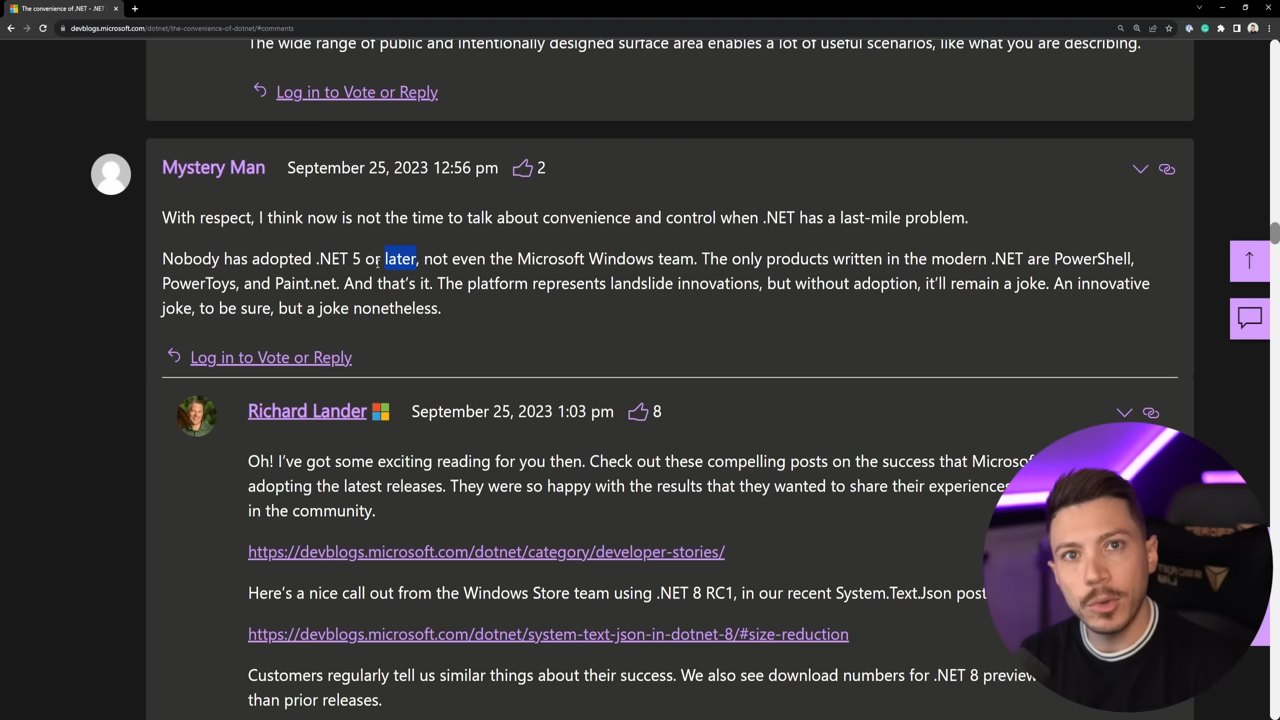 The convenience of .NET - .NET
devblogs.microsoft.com/dotnet/the-convenience-of-dotnet/#comments
The wide range of public and intentionally designed surface area enables a lot of useful scenarios, like what you are describing.
Log in to Vote or Reply
Mystery Man September 25, 2023 12:56 pm 2
With respect, I think now is not the time to talk about convenience and control when .NET has a last-mile problem.
Nobody has adopted .NET 5 or later, not even the Microsoft Windows team. The only products written in the modern .NET are PowerShell,
PowerToys, and Paint.net. And that's it. The platform represents landslide innovations, but without adoption, it'll remain a joke. An innovative
joke, to be sure, but a joke nonetheless.
Log in to Vote or Reply
Richard Lander September 25, 2023 1:03 pm 8
Oh! I've got some exciting reading for you then. Check out these compelling posts on the success that
adopting the latest releases. They were so happy with the results that they wanted to share their experiences
in the community.
https://devblogs.microsoft.com/dotnet/category/developer-stories/
Here's a nice call out from the Windows Store team using .NET 8 RC1, in our recent System.Text.Json post
https://devblogs.microsoft.com/dotnet/system-text-json-in-dotnet-8/#size-reduction
Customers regularly tell us similar things about their success. We also see download numbers for .NET 8
than prior releases.